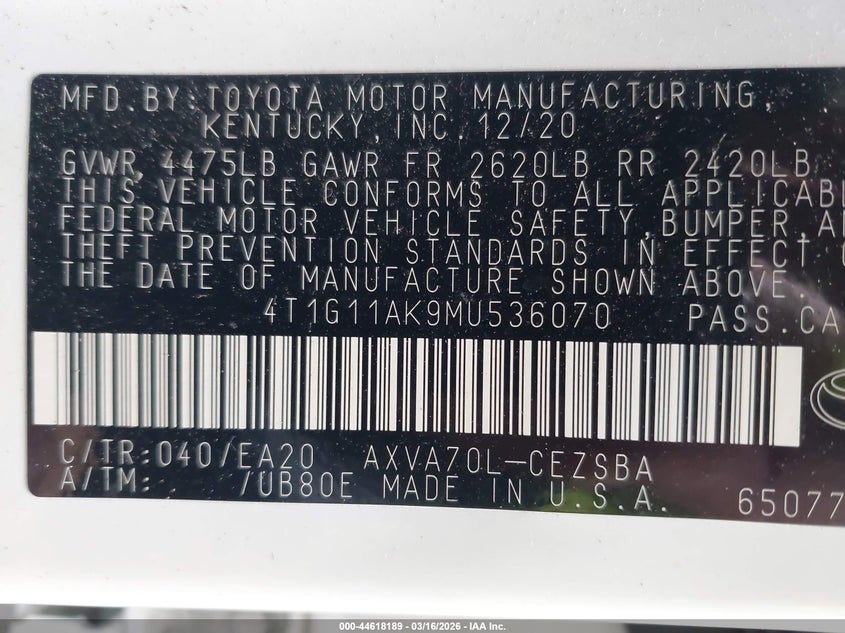 MFD. BY TOYOTA MOTOR MANUFACTURING,
KENTUCKY, INC. 12/20
GVWR 4475LB GAWR FR 2620LB RR 2420LB
THIS VEHICLE CONFORMS TO ALL APPLICABL
FEDERAL MOTOR VEHICLE SAFETY, BUMPER, AN
THEFT PREVENTION STANDARDS IN EFFECT O
THE DATE OF MANUFACTURE SHOWN ABOVE.
4T1G11AK9MU536070 PASS.CA
C/TR:040/EA20 AXVA70L-CEZSBA
A/TM: /UB80E MADE IN U.S.A. 65077
000-44618189 - 03/16/2026 - IAA Inc.